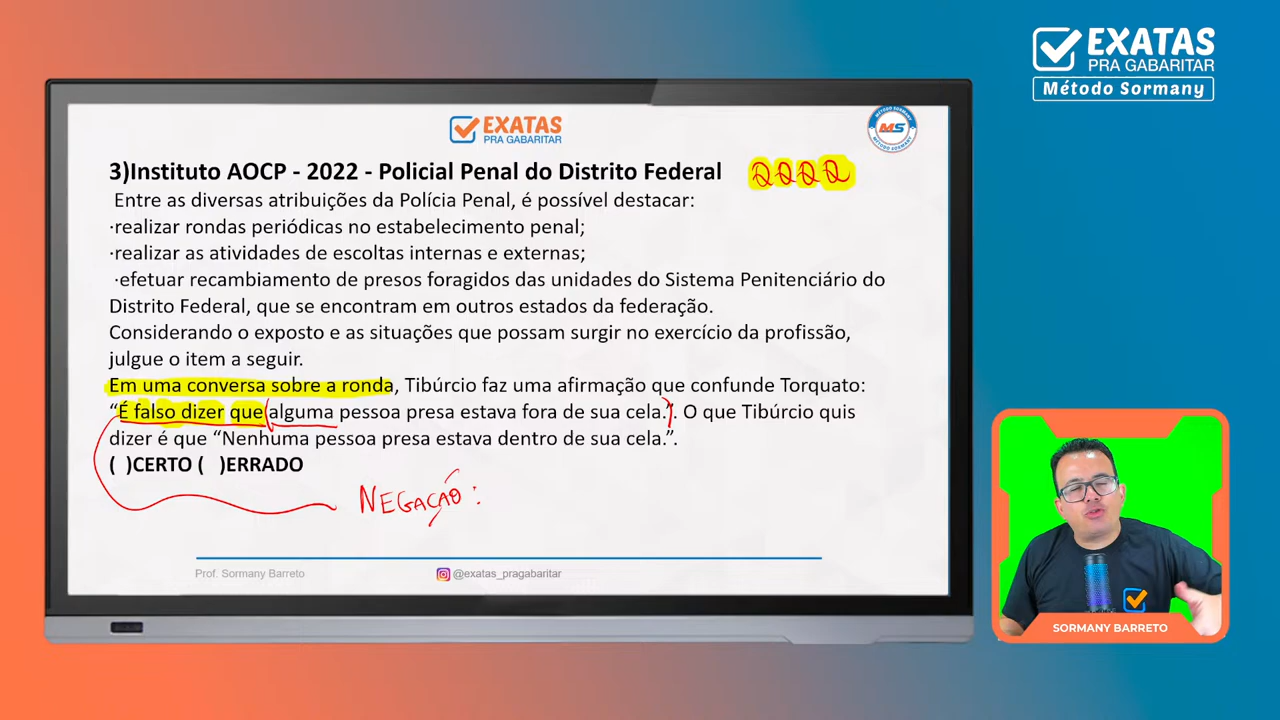 EXATAS
PRA GABARITAR
Método Sormany
EXATAS
PRA GABARITAR
MÉTODO SORMANY
MS
MÉTODO SORMANY
3)Instituto AOCP - 2022 - Policial Penal do Distrito Federal
Entre as diversas atribuições da Polícia Penal, é possível destacar:
·realizar rondas periódicas no estabelecimento penal;
·realizar as atividades de escoltas internas e externas;
·efetuar recambiamento de presos foragidos das unidades do Sistema Penitenciário do
Distrito Federal, que se encontram em outros estados da federação.
Considerando o exposto e as situações que possam surgir no exercício da profissão,
julgue o item a seguir.
Em uma conversa sobre a ronda, Tibúrcio faz uma afirmação que confunde Torquato:
“É falso dizer que alguma pessoa presa estava fora de sua cela.”. O que Tibúrcio quis
dizer é que “Nenhuma pessoa presa estava dentro de sua cela.”.
( )CERTO ( )ERRADO
NEGAÇÃO:
Prof. Sormany Barreto
@exatas_pragabaritar
SORMANY BARRETO